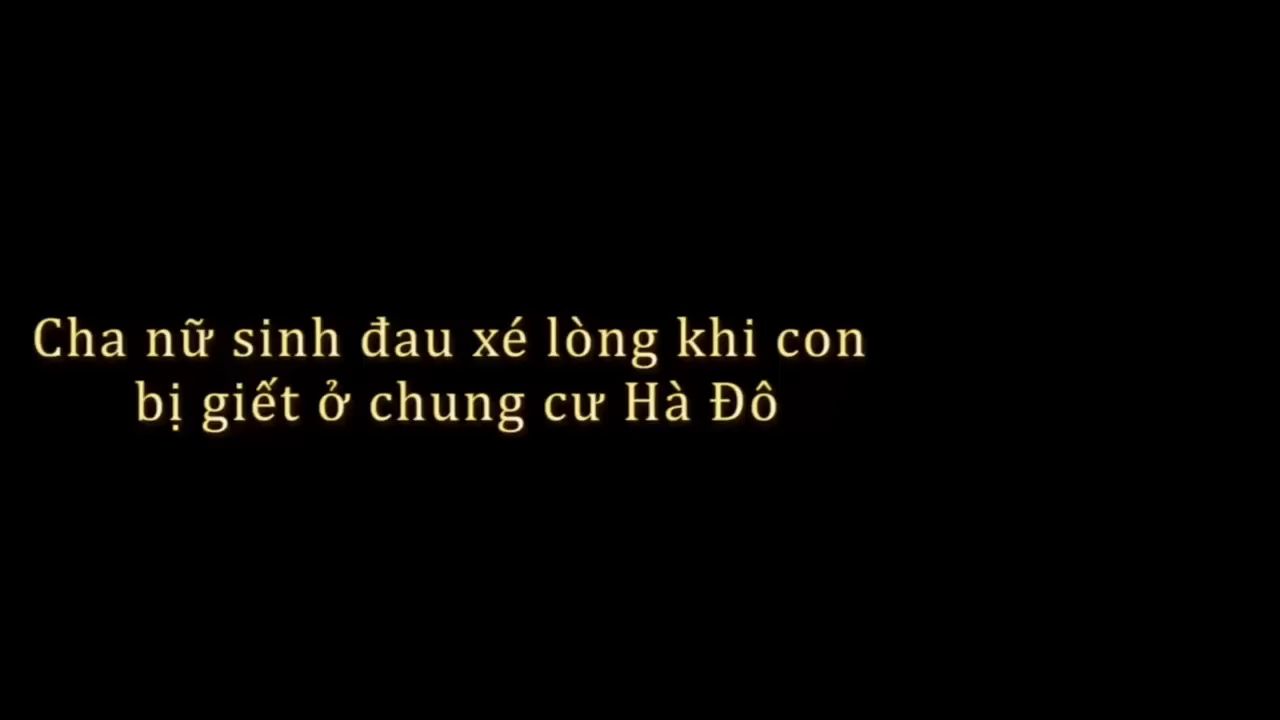 Cha nữ sinh đau xé lòng khi con
bị giết ở chung cư Hà Đô